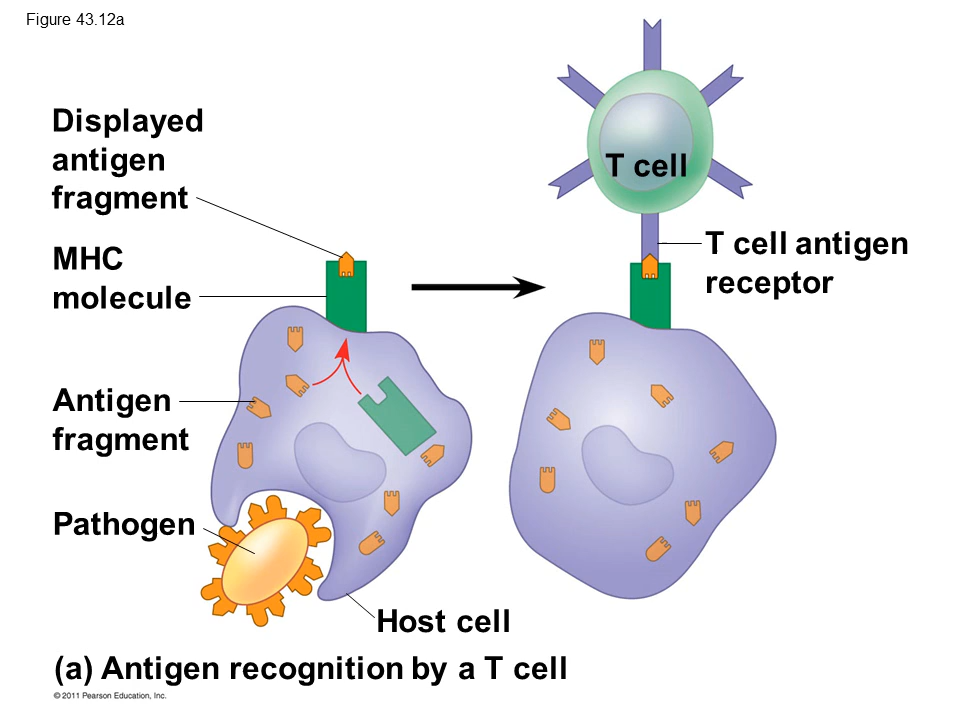 Figure 43.12a
Displayed
antigen
fragment
MHC
molecule
Antigen
fragment
Pathogen
Host cell
T cell
T cell antigen
receptor
(a) Antigen recognition by a T cell
© 2011 Pearson Education, Inc.